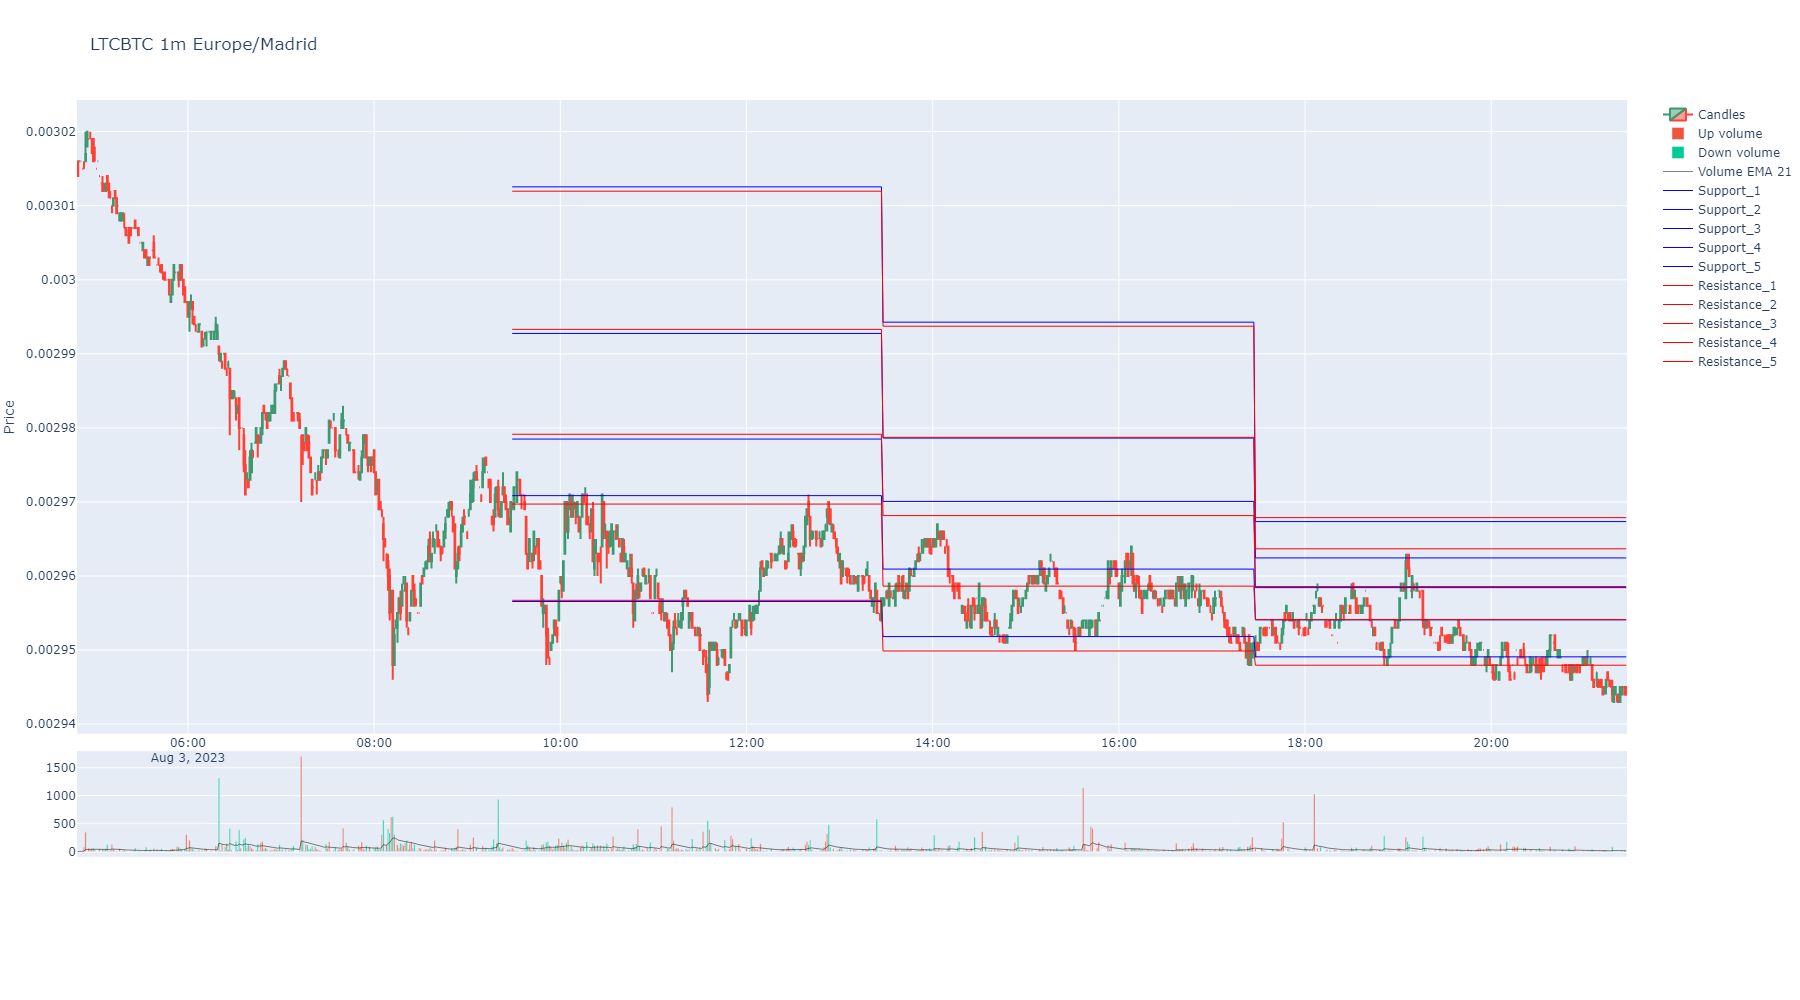 LTCBTC 1m Europe/Madrid
Price
0.00302
0.00301
0.003
0.00299
0.00298
0.00297
0.00296
0.00295
0.00294
06:00 08:00 10:00 12:00 14:00 16:00 18:00 20:00
Aug 3, 2023
1500
1000
500
0
Candles
Up volume
Down volume
Volume EMA 21
Support_1
Support_2
Support_3
Support_4
Support_5
Resistance_1
Resistance_2
Resistance_3
Resistance_4
Resistance_5